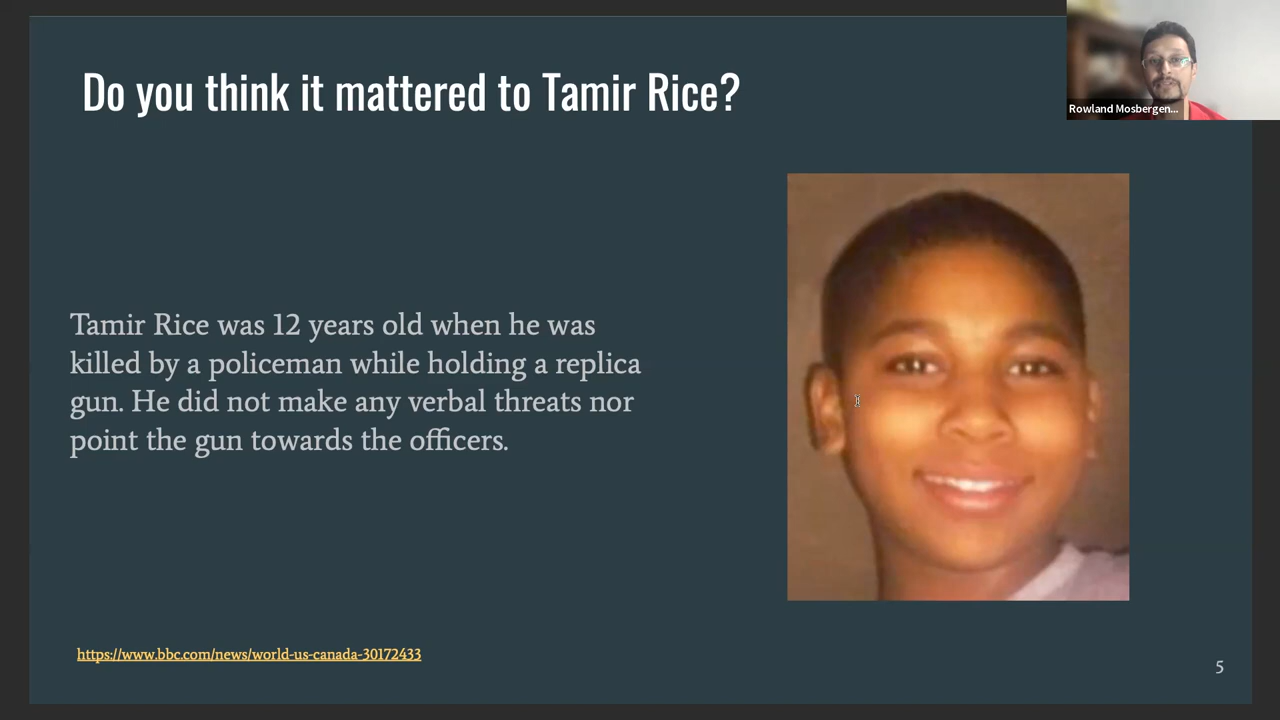 Do you think it mattered to Tamir Rice?
Rowland Mosbergen...
Tamir Rice was 12 years old when he was
killed by a policeman while holding a replica
gun. He did not make any verbal threats nor
point the gun towards the officers.
https://www.bbc.com/news/world-us-canada-30172433
5